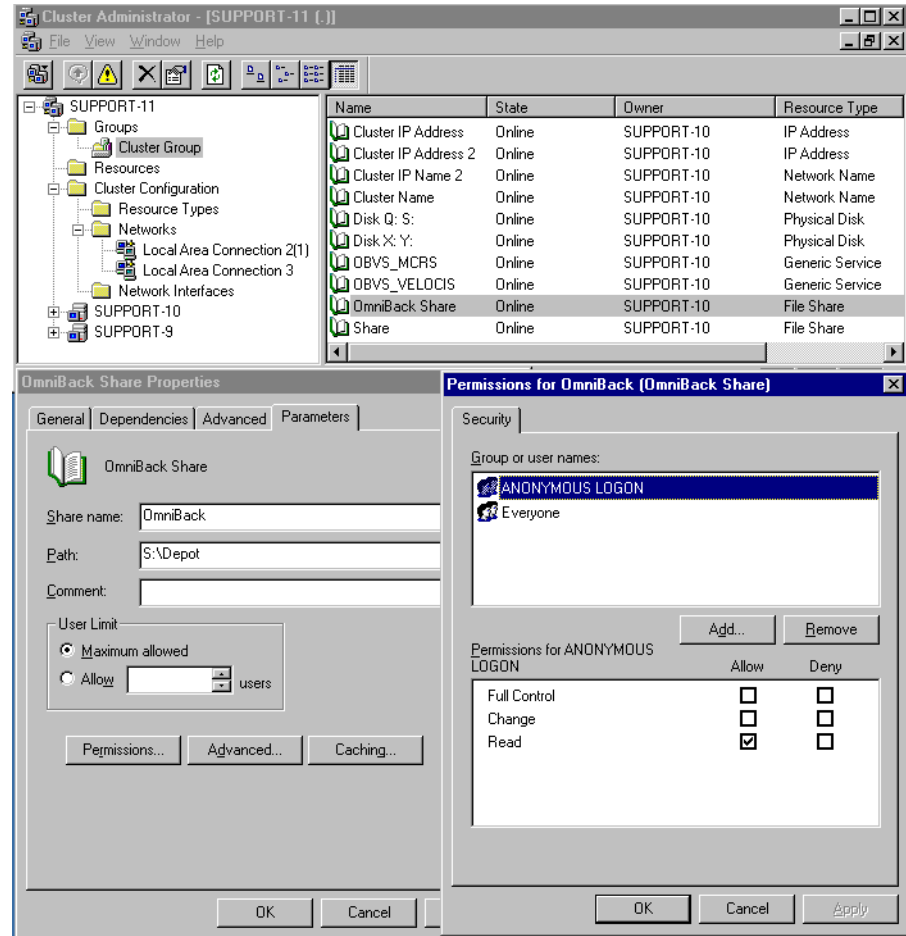 Cluster Administrator - [SUPPORT-11 (.)]
File View Window Help
SUPPORT-11
Groups
Cluster Group
Resources
Cluster Configuration
Resource Types
Networks
Local Area Connection 2(1)
Local Area Connection 3
Network Interfaces
SUPPORT-10
SUPPORT-9
Name State Owner Resource Type
Cluster IP Address Online SUPPORT-10 IP Address
Cluster IP Address 2 Online SUPPORT-10 IP Address
Cluster IP Name 2 Online SUPPORT-10 Network Name
Cluster Name Online SUPPORT-10 Network Name
Disk Q: S: Online SUPPORT-10 Physical Disk
Disk X: Y: Online SUPPORT-10 Physical Disk
OBVS_MCRS Online SUPPORT-10 Generic Service
OBVS_VELOCIS Online SUPPORT-10 Generic Service
OmniBack Share Online SUPPORT-10 File Share
Share Online SUPPORT-10 File Share
OmniBack Share Properties
General Dependencies Advanced Parameters
OmniBack Share
Share name: OmniBack
Path: S:\Depot
Comment:
User Limit
Maximum allowed
Allow users
Permissions... Advanced... Caching...
OK Cancel
Permissions for OmniBack (OmniBack Share)
Security
Group or user names:
ANONYMOUS LOGON
Everyone
Add... Remove
Permissions for ANONYMOUS
LOGON Allow Deny
Full Control
Change
Read
OK Cancel Apply